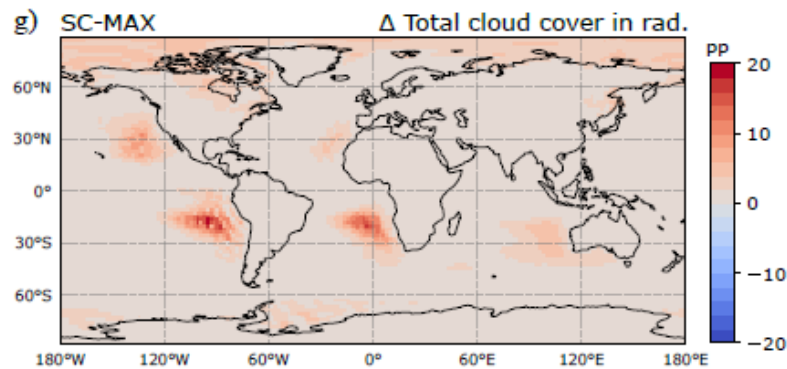 g) SC-MAX Δ Total cloud cover in rad.
PP
20
10
0
−10
−20
60°N
30°N
0°
30°S
60°S
180°W 120°W 60°W 0° 60°E 120°E 180°E